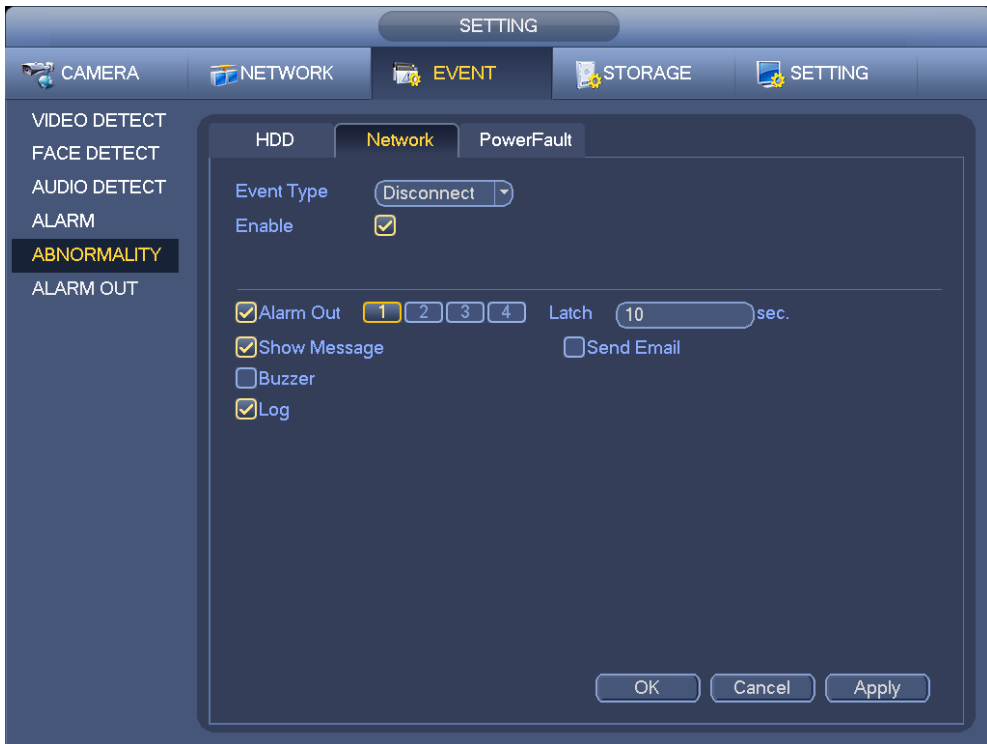 SETTING
CAMERA NETWORK EVENT STORAGE SETTING
VIDEO DETECT
FACE DETECT
AUDIO DETECT
ALARM
ABNORMALITY
ALARM OUT
HDD Network PowerFault
Event Type Disconnect
Enable
Alarm Out 1 2 3 4 Latch 10 sec.
Show Message Send Email
Buzzer
Log
OK Cancel Apply